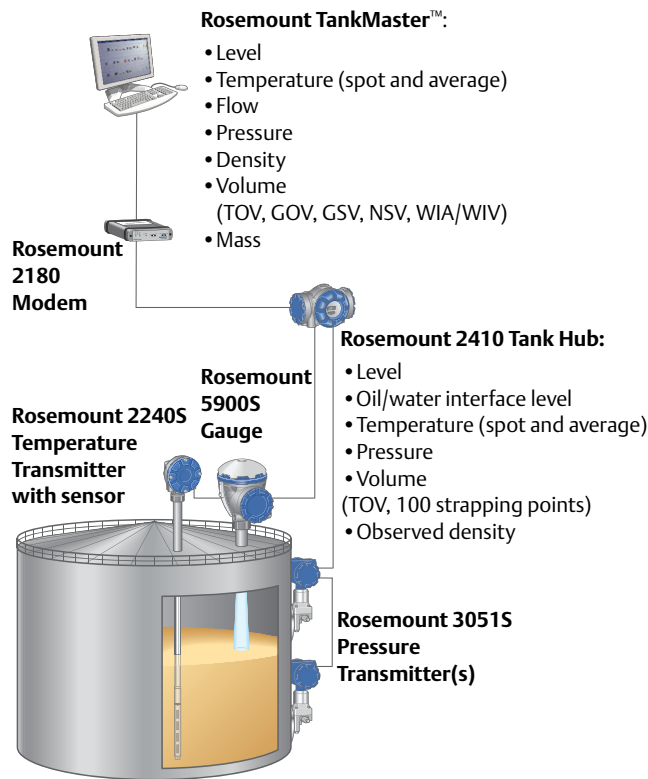 Rosemount TankMaster™:
•Level
•Temperature (spot and average)
•Flow
•Pressure
•Density
•Volume
(TOV, GOV, GSV, NSV, WIA/WIV)
•Mass
Rosemount
2180
Modem
Rosemount 2410 Tank Hub:
•Level
•Oil/water interface level
•Temperature (spot and average)
•Pressure
•Volume
(TOV, 100 strapping points)
•Observed density
Rosemount
5900S
Gauge
Rosemount 2240S
Temperature
Transmitter
with sensor
Rosemount 3051S
Pressure
Transmitter(s)